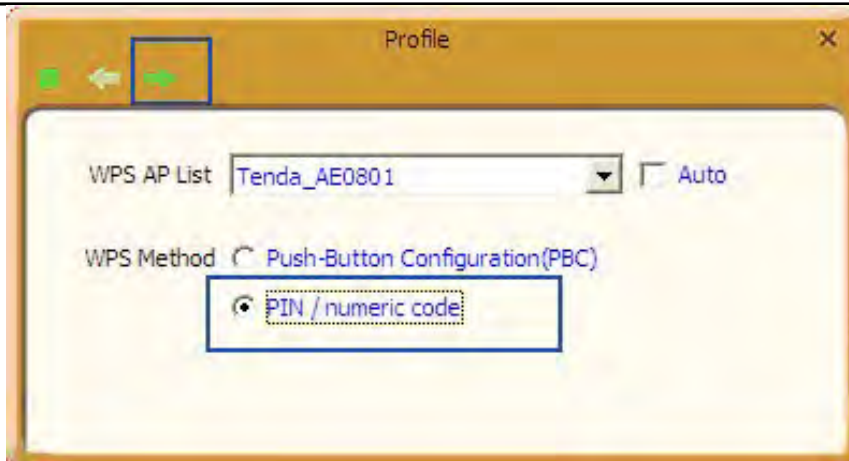 Profile
WPS AP List Tenda_AE0801 Auto
WPS Method Push-Button Configuration(PBC)
PIN / numeric code